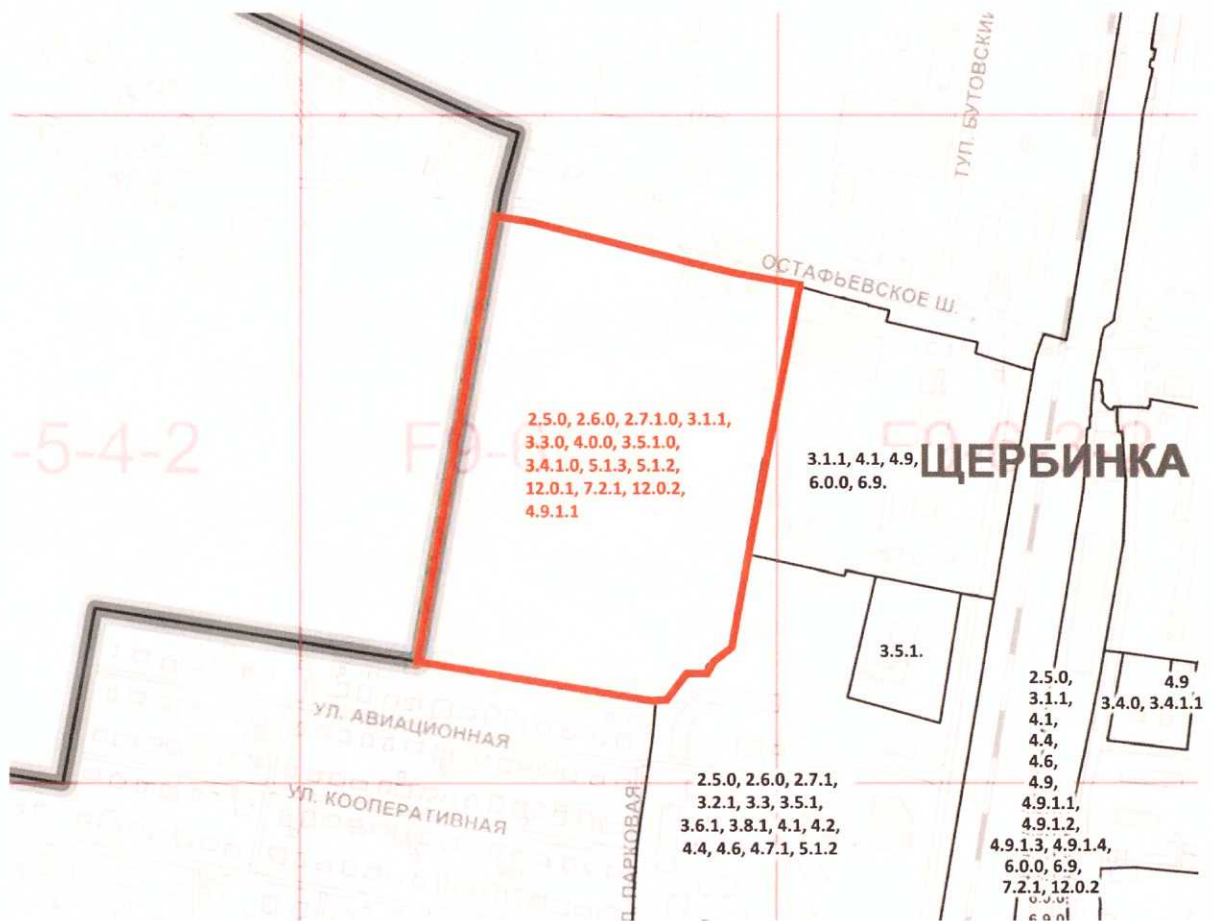 ТУП. БУТОВСКИЙ
ОСТАФЬЕВСКОЕ Ш.
2.5.0, 2.6.0, 2.7.1.0, 3.1.1,
3.3.0, 4.0.0, 3.5.1.0,
3.4.1.0, 5.1.3, 5.1.2,
12.0.1, 7.2.1, 12.0.2,
4.9.1.1
-5-4-2
3.1.1, 4.1, 4.9,
6.0.0, 6.9.
ЩЕРБИНКА
3.5.1.
2.5.0,
3.1.1,
4.1,
4.4,
4.6,
4.9,
4.9.1.1,
4.9.1.2,
4.9.1.3, 4.9.1.4,
6.0.0, 6.9,
7.2.1, 12.0.2
6.9.0
4.9
3.4.0, 3.4.1.1
УЛ. АВИАЦИОННАЯ
УЛ. КООПЕРАТИВНАЯ
ПАРКОВАЯ
2.5.0, 2.6.0, 2.7.1,
3.2.1, 3.3, 3.5.1,
3.6.1, 3.8.1, 4.1, 4.2,
4.4, 4.6, 4.7.1, 5.1.2